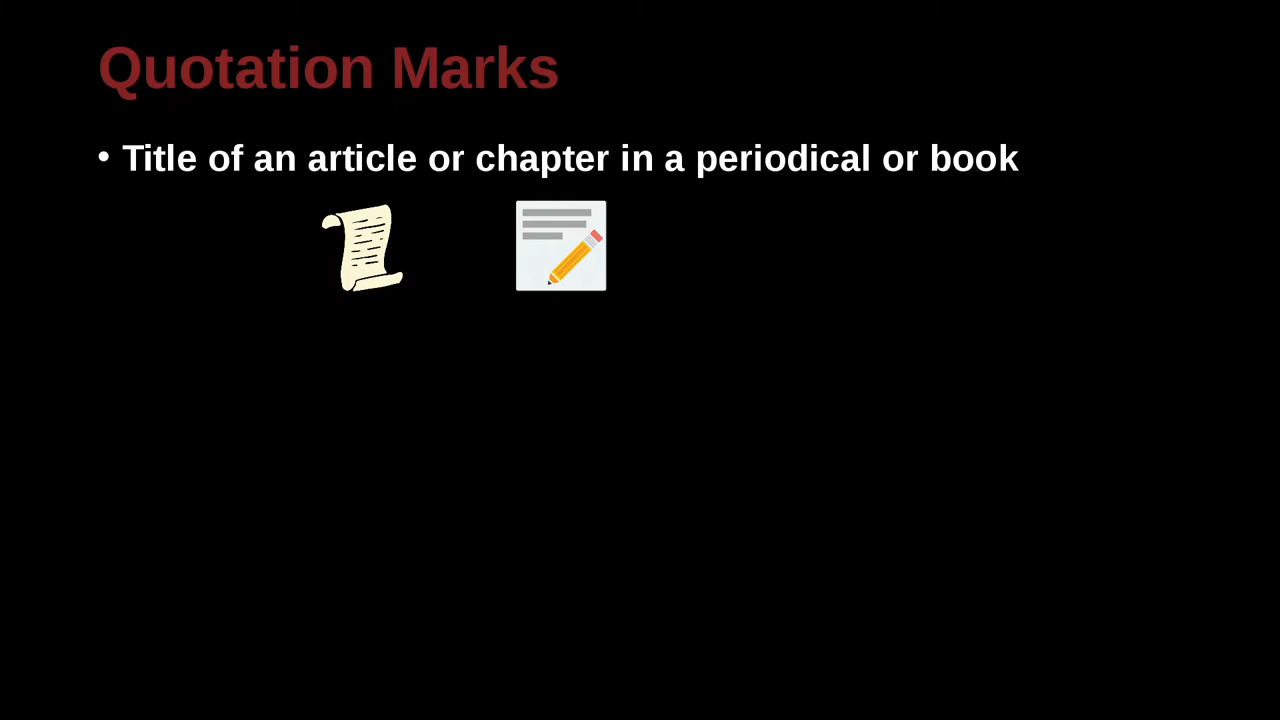 Quotation Marks
• Title of an article or chapter in a periodical or book